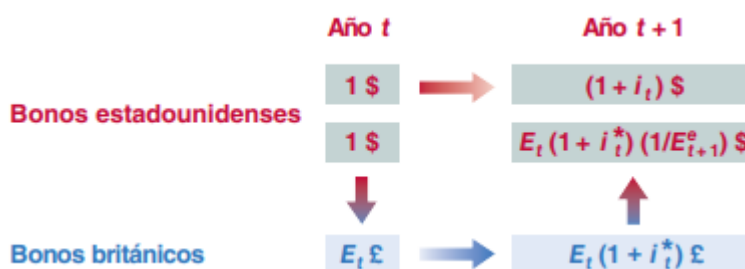 Año t Año t + 1
1 $ (1 + i_t) $
Bonos estadounidenses
1 $ E_t (1 + i*_t) (1/E^e_{t+1}) $
Bonos británicos E_t £ E_t (1 + i*_t) £